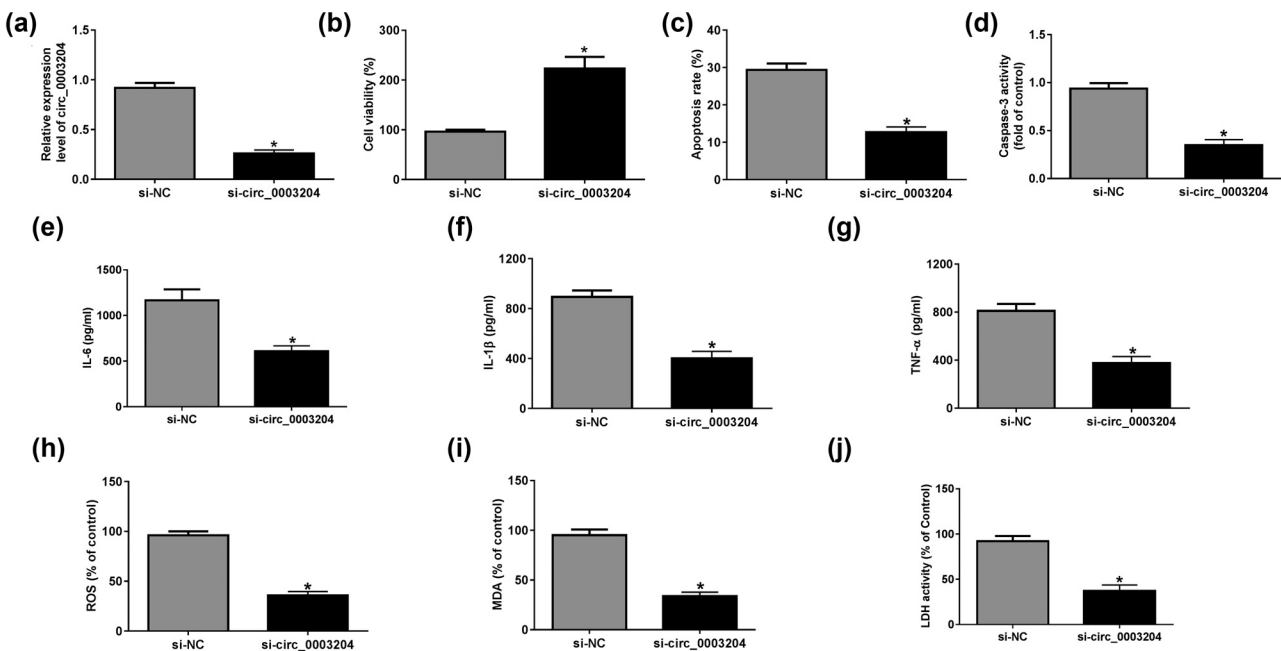 (a)
Relative expression
level of circ_0003204
1.5
1.0
0.5
0.0
*
si-NC
si-circ_0003204
(b)
Cell viability (%)
300
200
100
0
*
si-NC
si-circ_0003204
(c)
Apoptosis rate (%)
40
30
20
10
0
*
si-NC
si-circ_0003204
(d)
Caspase-3 activity
(fold of control)
1.5
1.0
0.5
0.0
*
si-NC
si-circ_0003204
(e)
IL-6 (pg/ml)
1500
1000
500
0
*
si-NC
si-circ_0003204
(f)
IL-1β (pg/ml)
1200
800
400
0
*
si-NC
si-circ_0003204
(g)
TNF-α (pg/ml)
1200
800
400
0
*
si-NC
si-circ_0003204
(h)
ROS (% of control)
150
100
50
0
*
si-NC
si-circ_0003204
(i)
MDA (% of control)
150
100
50
0
*
si-NC
si-circ_0003204
(j)
LDH activity (% of Control)
150
100
50
0
*
si-NC
si-circ_0003204